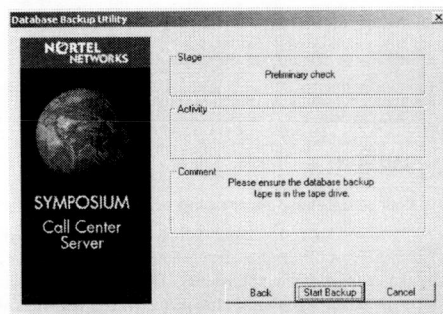 Database Backup Utility
NORTEL
NETWORKS
SYMPOSIUM
Call Center
Server
Stage
Preliminary check
Activity
Comment
Please ensure the database backup
tape is in the tape drive.
Back
Start Backup
Cancel